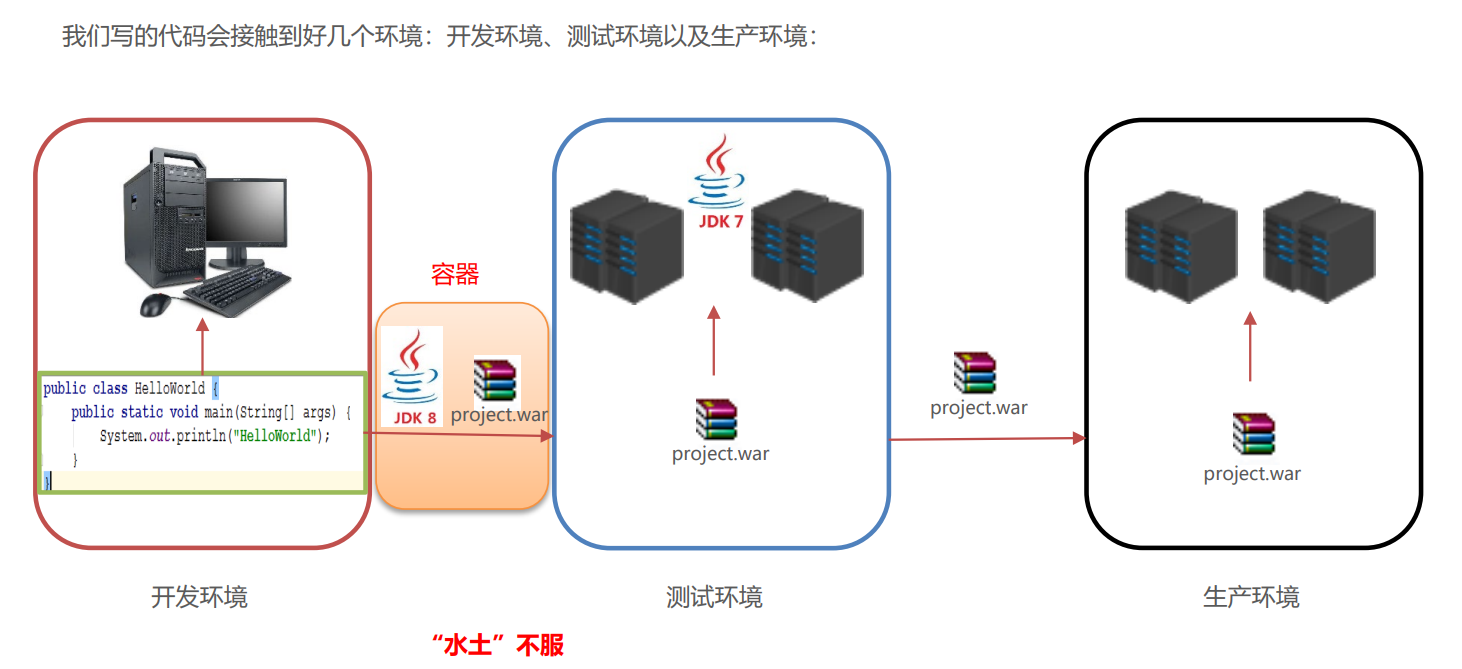 我们写的代码会接触到好几个环境：开发环境、测试环境以及生产环境：
容器
public class HelloWorld {
public static void main(String[] args) {
System.out.println("HelloWorld");
}
}
JDK 8
project.war
JDK 7
project.war
project.war
project.war
开发环境
测试环境
生产环境
“水土”不服